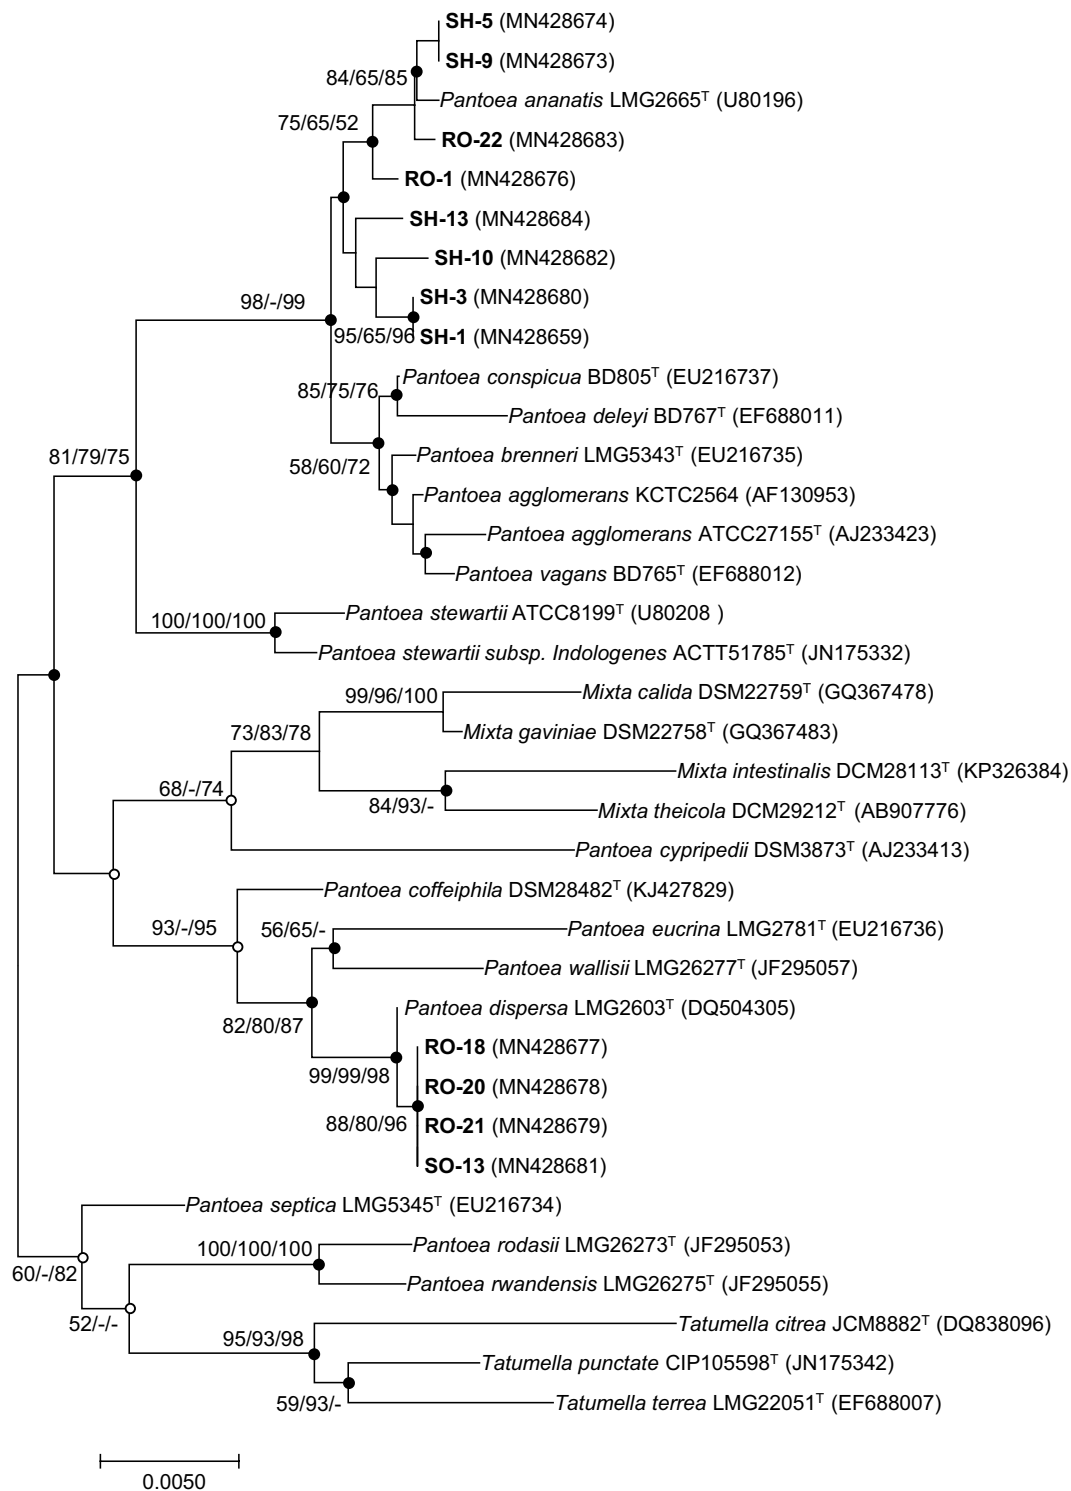 SH-5 (MN428674)
SH-9 (MN428673)
84/65/85
Pantoea ananatis LMG2665ᵀ (U80196)
75/65/52
RO-22 (MN428683)
RO-1 (MN428676)
SH-13 (MN428684)
SH-10 (MN428682)
98/-/99
SH-3 (MN428680)
95/65/96
SH-1 (MN428659)
Pantoea conspicua BD805ᵀ (EU216737)
85/75/76
Pantoea deleyi BD767ᵀ (EF688011)
Pantoea brenneri LMG5343ᵀ (EU216735)
81/79/75
58/60/72
Pantoea agglomerans KCTC2564 (AF130953)
Pantoea agglomerans ATCC27155ᵀ (AJ233423)
Pantoea vagans BD765ᵀ (EF688012)
Pantoea stewartii ATCC8199ᵀ (U80208 )
100/100/100
Pantoea stewartii subsp. Indologenes ACTT51785ᵀ (JN175332)
99/96/100
Mixta calida DSM22759ᵀ (GQ367478)
73/83/78
Mixta gaviniae DSM22758ᵀ (GQ367483)
Mixta intestinalis DCM28113ᵀ (KP326384)
68/-/74
84/93/-
Mixta theicola DCM29212ᵀ (AB907776)
Pantoea cypripedii DSM3873ᵀ (AJ233413)
Pantoea coffeiphila DSM28482ᵀ (KJ427829)
93/-/95
56/65/-
Pantoea eucrina LMG2781ᵀ (EU216736)
Pantoea wallisii LMG26277ᵀ (JF295057)
Pantoea dispersa LMG2603ᵀ (DQ504305)
82/80/87
RO-18 (MN428677)
99/99/98
RO-20 (MN428678)
88/80/96
RO-21 (MN428679)
SO-13 (MN428681)
Pantoea septica LMG5345ᵀ (EU216734)
100/100/100
Pantoea rodasii LMG26273ᵀ (JF295053)
60/-/82
Pantoea rwandensis LMG26275ᵀ (JF295055)
52/-/-
Tatumella citrea JCM8882ᵀ (DQ838096)
95/93/98
Tatumella punctate CIP105598ᵀ (JN175342)
59/93/-
Tatumella terrea LMG22051ᵀ (EF688007)
0.0050